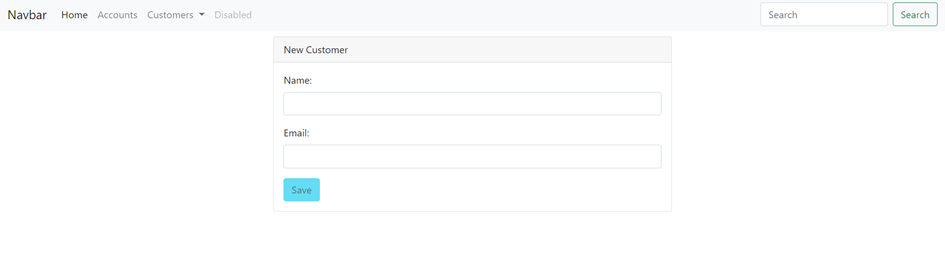 Navbar Home Accounts Customers Disabled Search Search
New Customer
Name:
Email:
Save